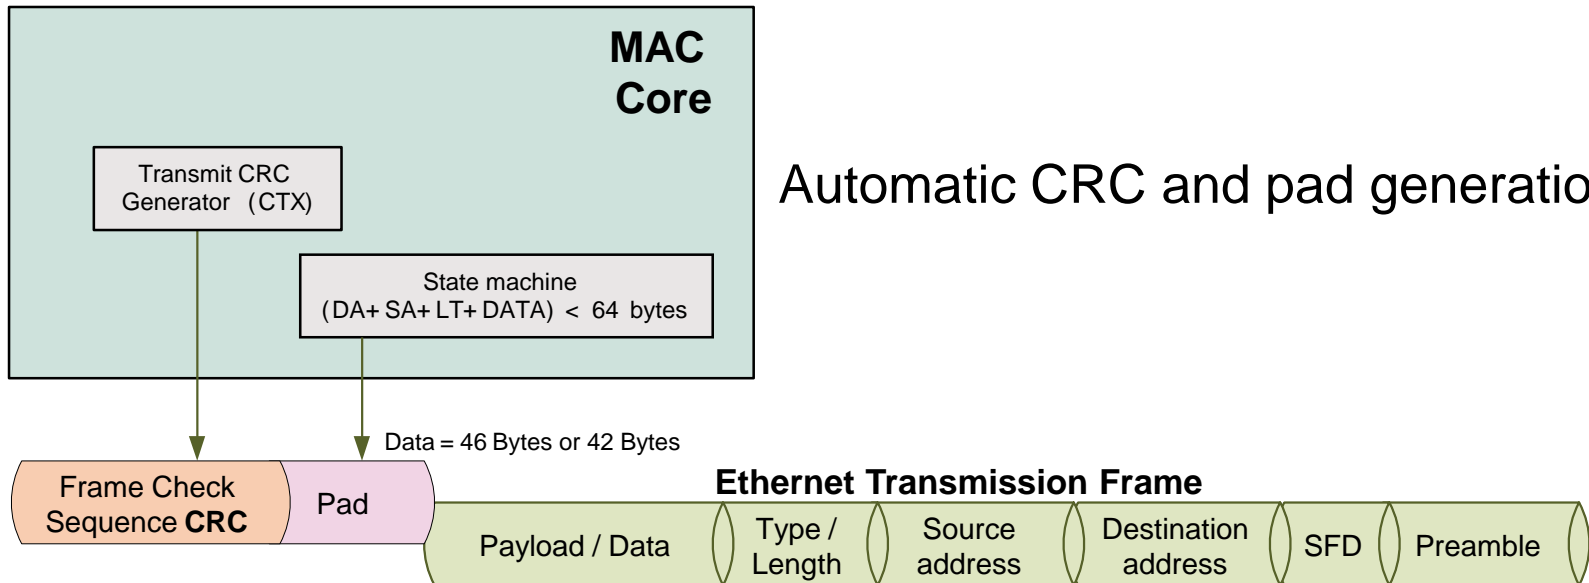 MAC
Core
Transmit CRC
Generator (CTX)
Automatic CRC and pad generatio
State machine
(DA+ SA+ LT+ DATA) < 64 bytes
Data = 46 Bytes or 42 Bytes
Frame Check
Sequence CRC
Pad
Ethernet Transmission Frame
Payload / Data
Type /
Length
Source
address
Destination
address
SFD
Preamble